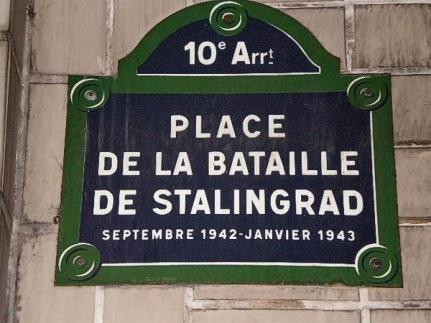 10e Arrt
PLACE
DE LA BATAILLE
DE STALINGRAD
SEPTEMBRE 1942-JANVIER 1943